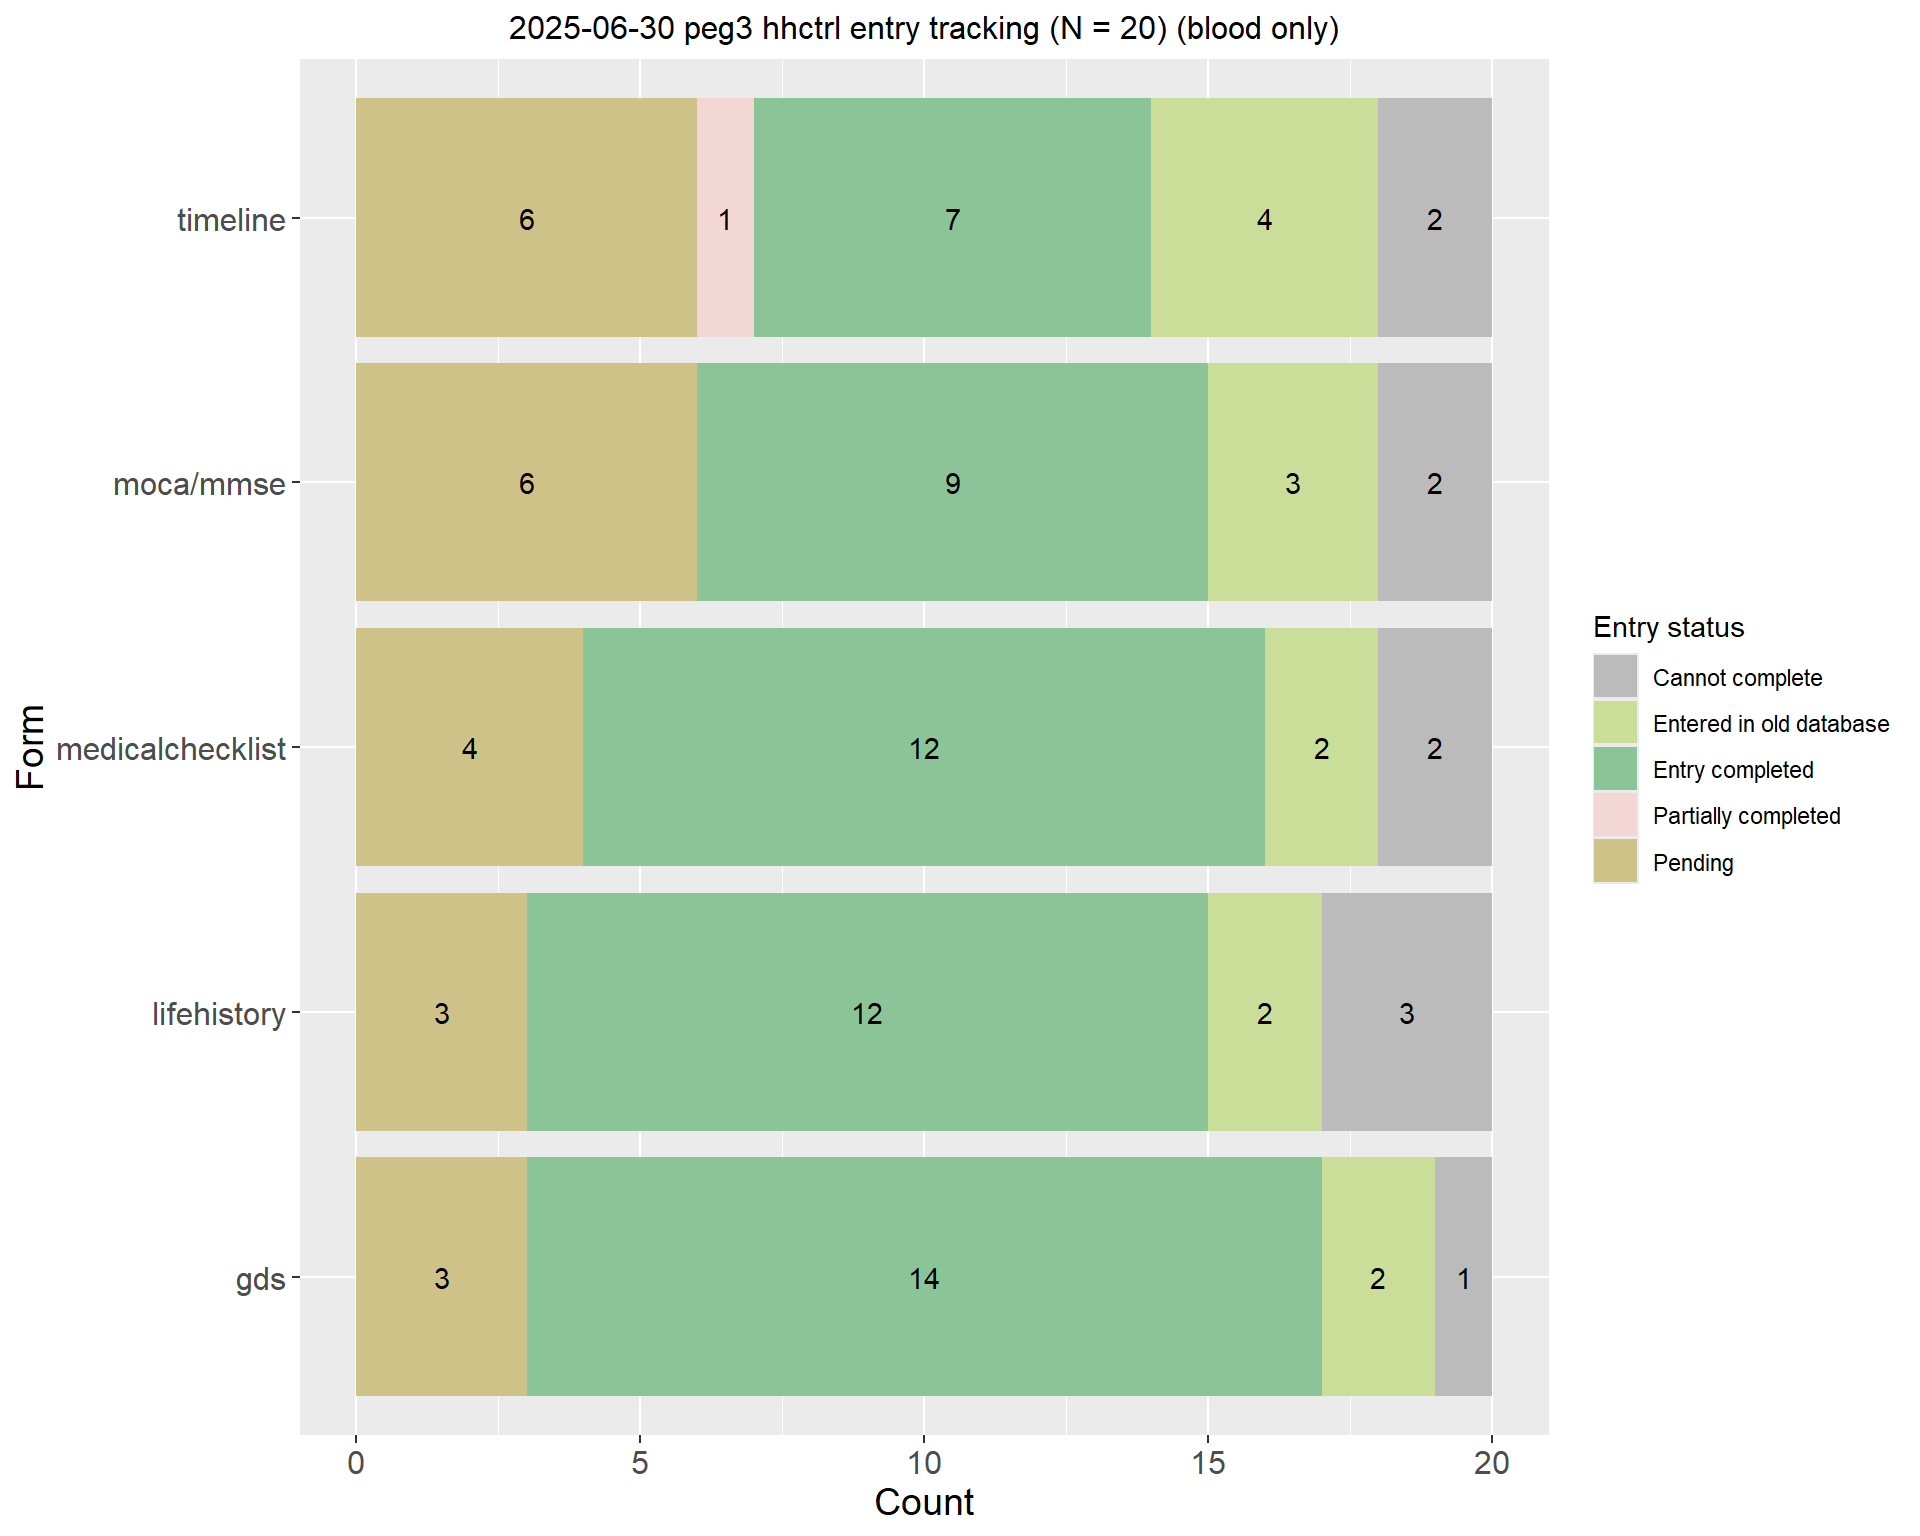 2025-06-30 peg3 hhctrl entry tracking (N = 20) (blood only)
Form
timeline
6 1 7 4 2
moca/mmse
6 9 3 2
medicalchecklist
4 12 2 2
lifehistory
3 12 2 3
gds
3 14 2 1
0 5 10 15 20
Count
Entry status
Cannot complete
Entered in old database
Entry completed
Partially completed
Pending